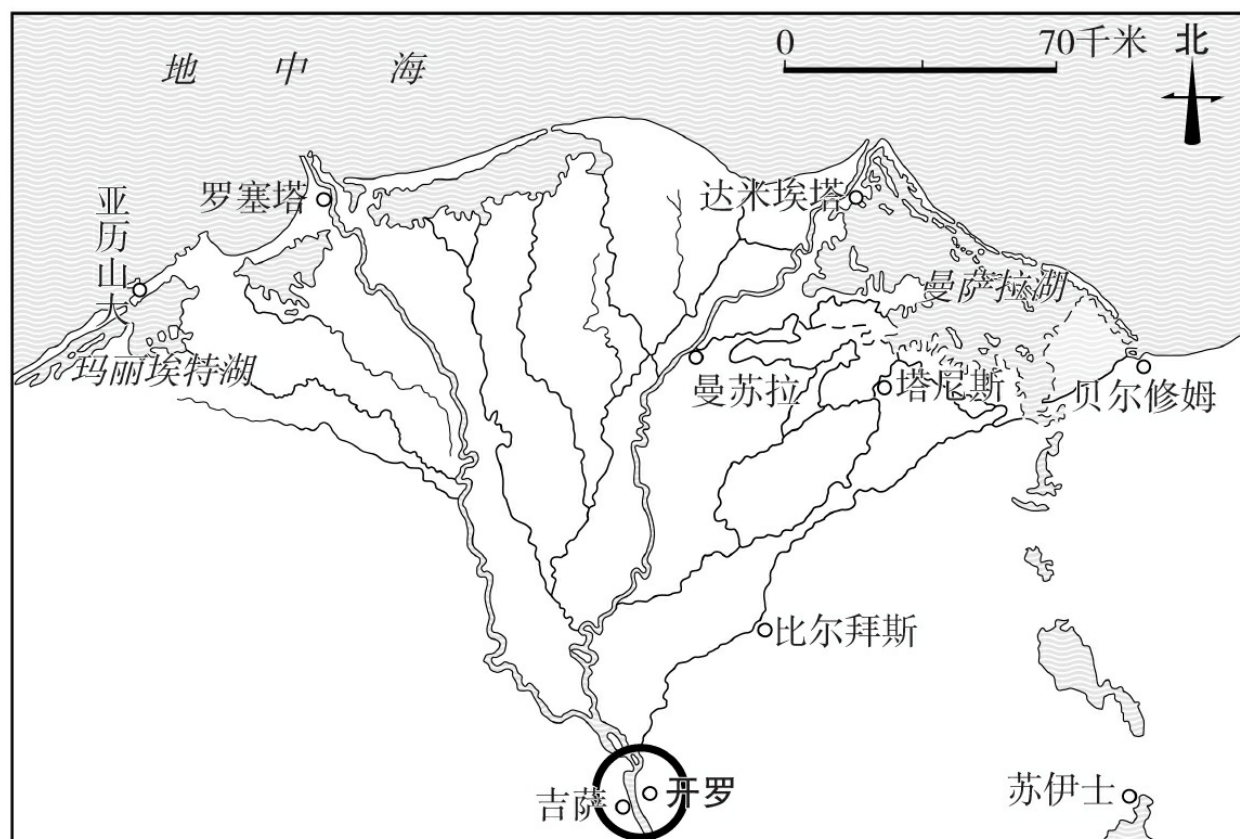 地中海
0 70千米
北
罗塞塔
达米埃塔
亚历山大
曼萨拉湖
玛丽埃特湖
曼苏拉
塔尼斯
贝尔修姆
比尔拜斯
吉萨
开罗
苏伊士